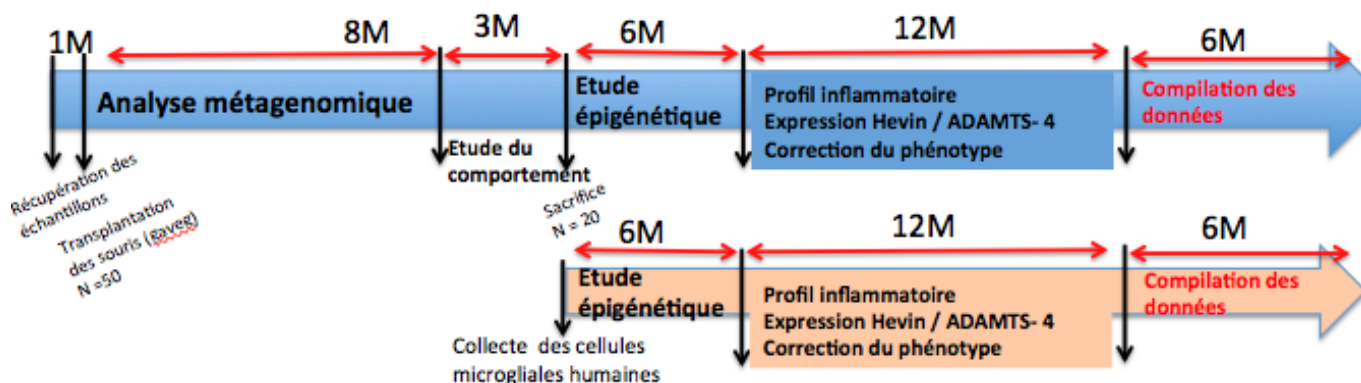 1M
8M
3M
6M
12M
6M
Analyse métagenomique
Etude
épigénétique
Profil inflammatoire
Expression Hevin / ADAMTS- 4
Correction du phénotype
Compilation des
données
Etude du
comportement
Récupération des
échantillons
Transplantation
des souris (gaveg)
N =50
Sacrifice
N = 20
6M
12M
6M
Etude
épigénétique
Profil inflammatoire
Expression Hevin / ADAMTS- 4
Correction du phénotype
Compilation des
données
Collecte des cellules
microgliales humaines